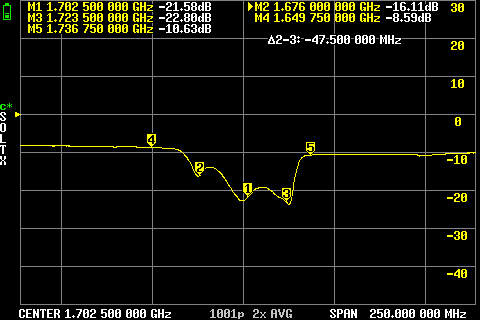 M1 1.702 500 000 GHz -21.58dB ▶M2 1.676 000 000 GHz -16.11dB
M3 1.723 500 000 GHz -22.80dB M4 1.649 750 000 GHz -8.59dB
M5 1.736 750 000 GHz -10.63dB
Δ2-3: -47.500 000 MHz
30
20
10
0
-10
-20
-30
-40
C*
S
O
L
T
4
2
1
3
5
CENTER 1.702 500 000 GHz 1001p 2x AVG SPAN 250.000 000 MHz